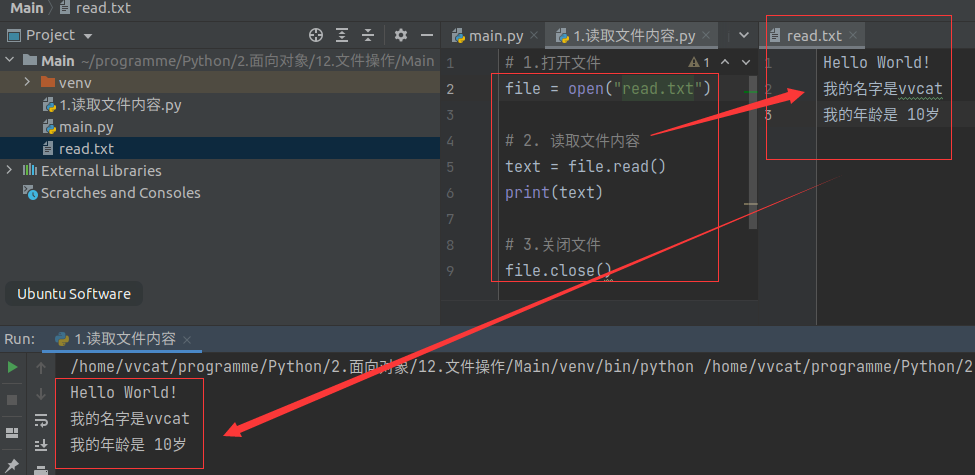 Main read.txt
Project
Main ~/programme/Python/2.面向对象/12.文件操作/Main
venv
1.读取文件内容.py
main.py
read.txt
External Libraries
Scratches and Consoles
Ubuntu Software
main.py 1.读取文件内容.py
1 # 1.打开文件 1
2 file = open("read.txt")
3
4 # 2. 读取文件内容
5 text = file.read()
6 print(text)
7
8 # 3.关闭文件
9 file.close()
read.txt
1 Hello World!
2 我的名字是vvcat
3 我的年龄是 10岁
Run: 1.读取文件内容
/home/vvcat/programme/Python/2.面向对象/12.文件操作/Main/venv/bin/python /home/vvcat/programme/Python/2
Hello World!
我的名字是vvcat
我的年龄是 10岁